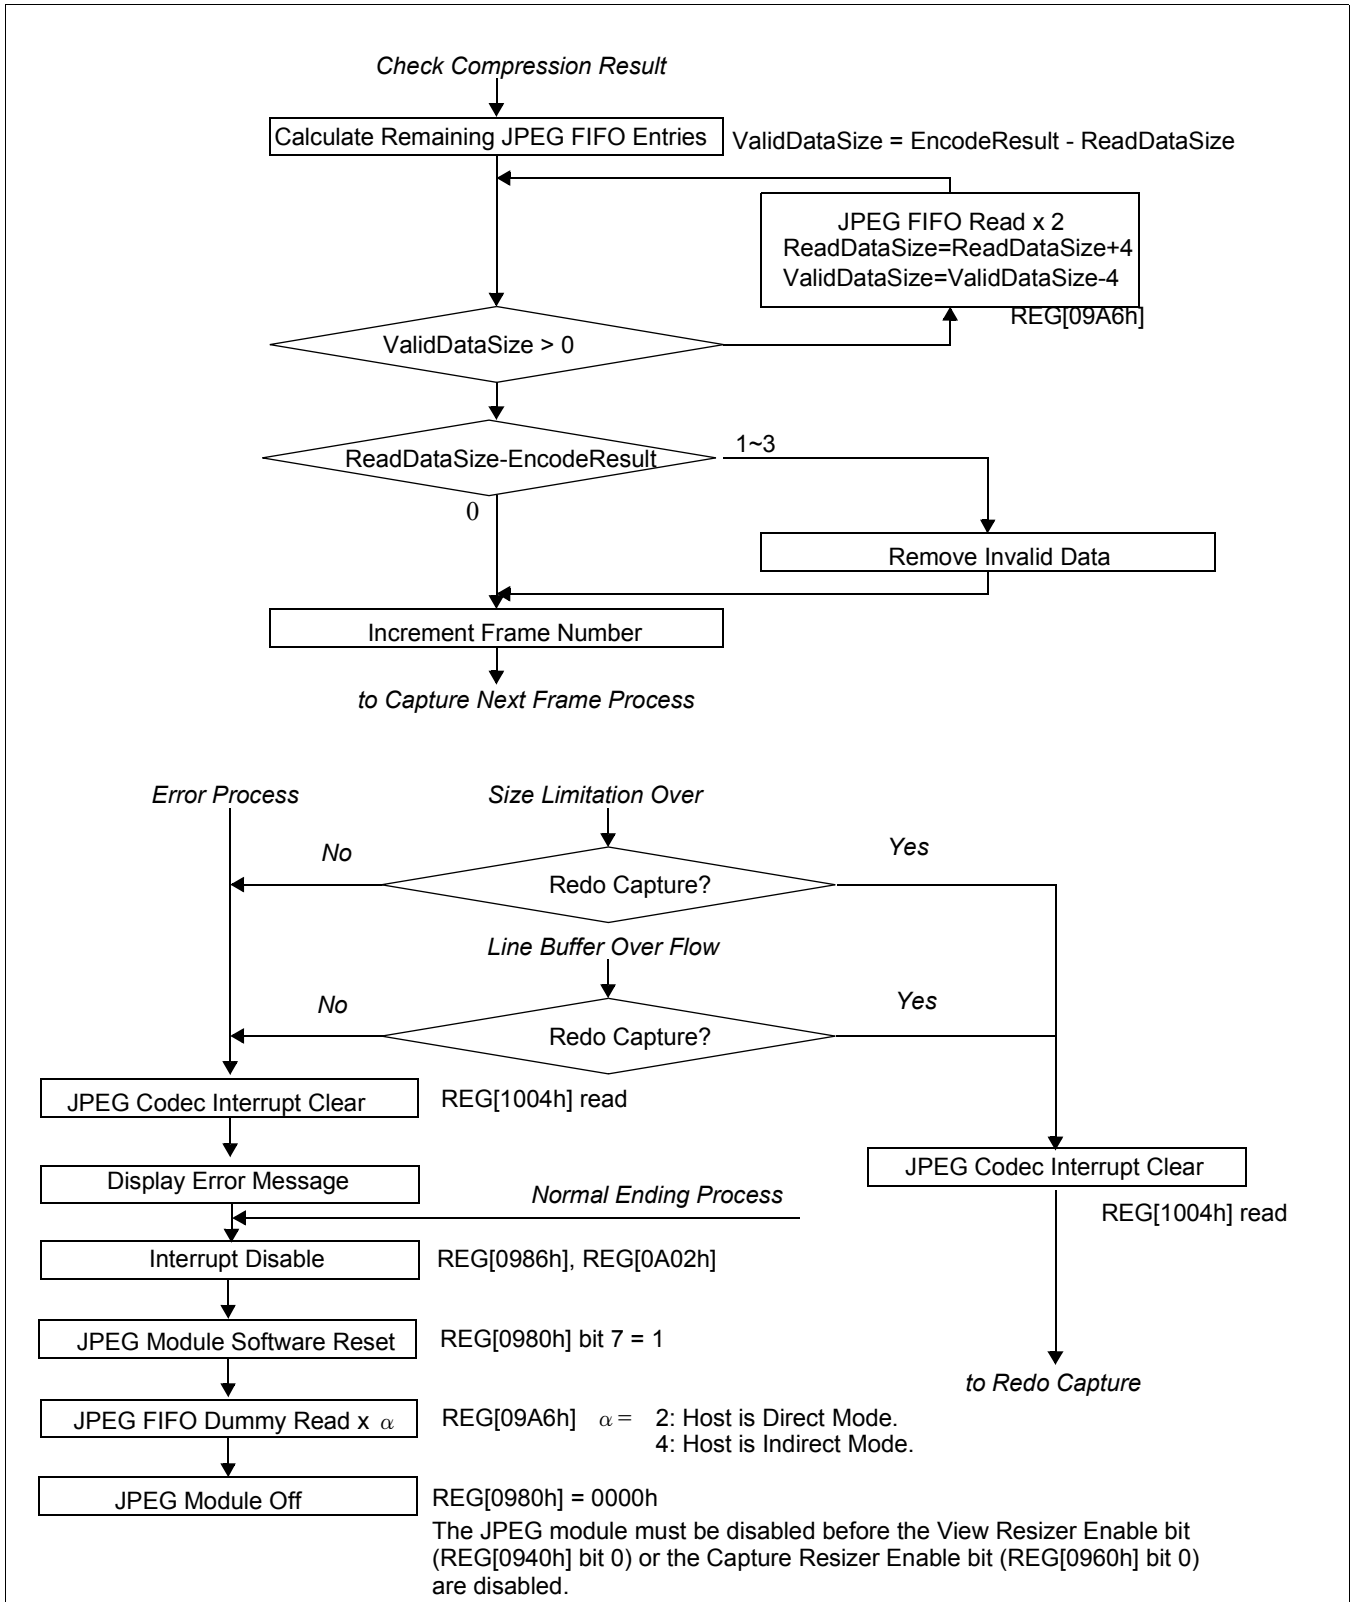 Check Compression Result
Calculate Remaining JPEG FIFO Entries
ValidDataSize = EncodeResult - ReadDataSize
JPEG FIFO Read x 2
ReadDataSize=ReadDataSize+4
ValidDataSize=ValidDataSize-4
REG[09A6h]
ValidDataSize > 0
ReadDataSize-EncodeResult
1~3
0
Remove Invalid Data
Increment Frame Number
to Capture Next Frame Process
Error Process
Size Limitation Over
No
Redo Capture?
Yes
Line Buffer Over Flow
No
Redo Capture?
Yes
JPEG Codec Interrupt Clear
REG[1004h] read
JPEG Codec Interrupt Clear
REG[1004h] read
Display Error Message
Normal Ending Process
Interrupt Disable
REG[0986h], REG[0A02h]
JPEG Module Software Reset
REG[0980h] bit 7 = 1
to Redo Capture
JPEG FIFO Dummy Read x α
REG[09A6h] α = 2: Host is Direct Mode.
4: Host is Indirect Mode.
JPEG Module Off
REG[0980h] = 0000h
The JPEG module must be disabled before the View Resizer Enable bit
(REG[0940h] bit 0) or the Capture Resizer Enable bit (REG[0960h] bit 0)
are disabled.